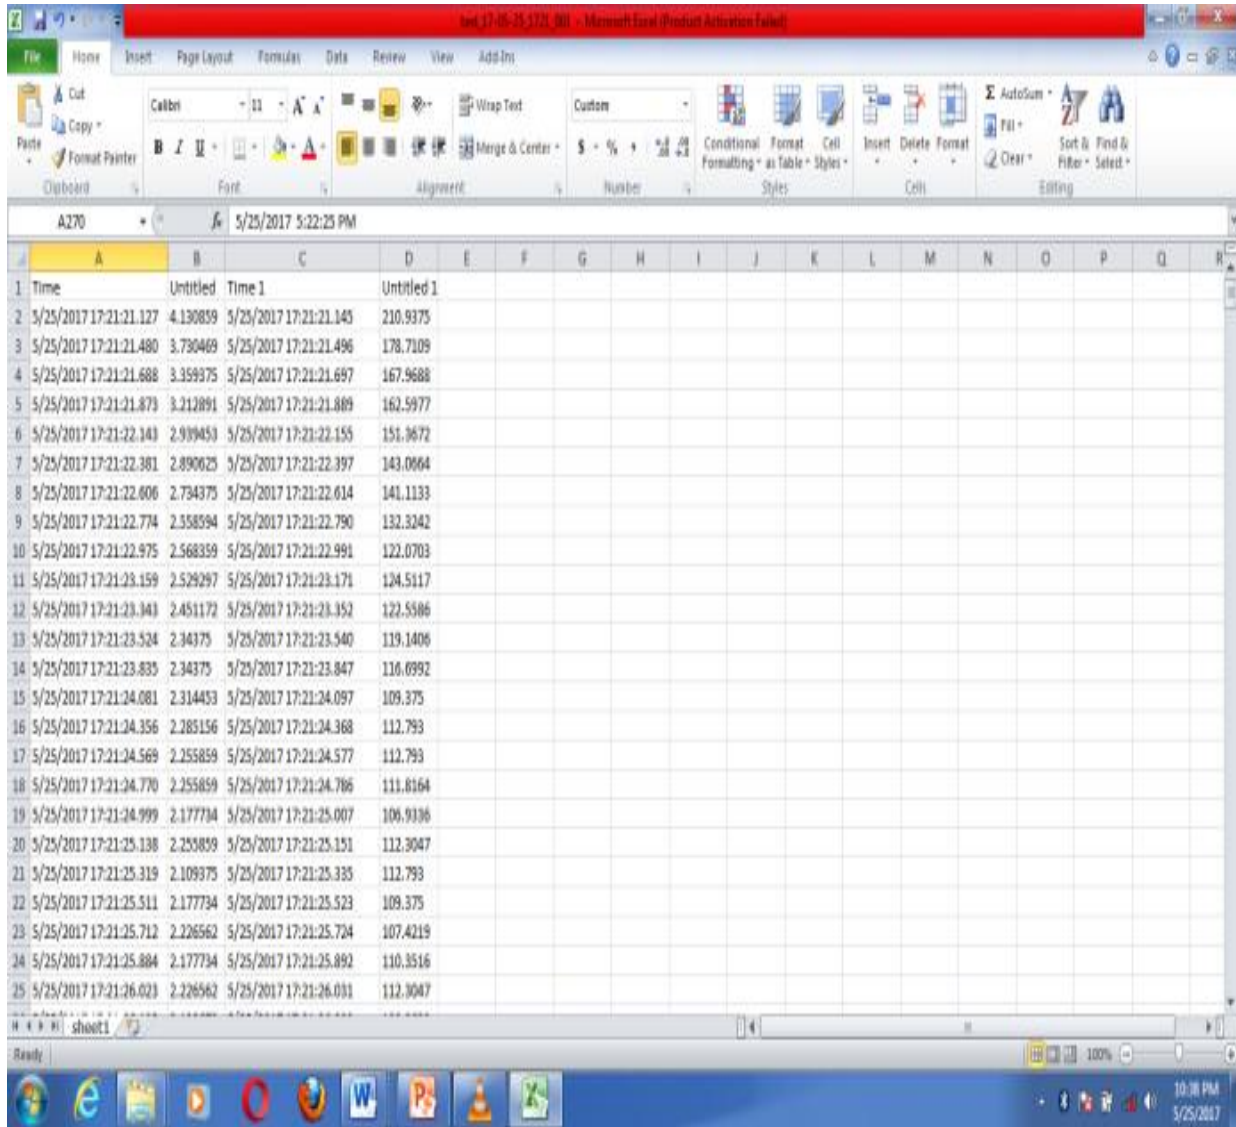 test_17-05-25_1721_001 - Microsoft Excel (Product Activation Failed)
File Home Insert Page Layout Formulas Data Review View Add-Ins
Cut Calibri 11 Wrap Text Custom Σ AutoSum
Copy Fill
Paste Format Painter B I U Merge & Center $ % , Conditional Formatting Format as Table Cell Styles Insert Delete Format Clear Sort & Filter Find & Select
Clipboard Font Alignment Number Styles Cells Editing
A270 fx 5/25/2017 5:22:25 PM
A B C D E F G H I J K L M N O P Q R
1 Time Untitled Time 1 Untitled 1
2 5/25/2017 17:21:21.127 4.130859 5/25/2017 17:21:21.145 210.9375
3 5/25/2017 17:21:21.480 3.730469 5/25/2017 17:21:21.496 178.7109
4 5/25/2017 17:21:21.688 3.359375 5/25/2017 17:21:21.697 167.9688
5 5/25/2017 17:21:21.873 3.212891 5/25/2017 17:21:21.889 162.5977
6 5/25/2017 17:21:22.143 2.939453 5/25/2017 17:21:22.155 151.3672
7 5/25/2017 17:21:22.381 2.890625 5/25/2017 17:21:22.397 143.0664
8 5/25/2017 17:21:22.606 2.734375 5/25/2017 17:21:22.614 141.1133
9 5/25/2017 17:21:22.774 2.558594 5/25/2017 17:21:22.790 132.3242
10 5/25/2017 17:21:22.975 2.568359 5/25/2017 17:21:22.991 122.0703
11 5/25/2017 17:21:23.159 2.529297 5/25/2017 17:21:23.171 124.5117
12 5/25/2017 17:21:23.343 2.451172 5/25/2017 17:21:23.352 122.5586
13 5/25/2017 17:21:23.524 2.34375 5/25/2017 17:21:23.540 119.1406
14 5/25/2017 17:21:23.835 2.34375 5/25/2017 17:21:23.847 116.6992
15 5/25/2017 17:21:24.081 2.314453 5/25/2017 17:21:24.097 109.375
16 5/25/2017 17:21:24.356 2.285156 5/25/2017 17:21:24.368 112.793
17 5/25/2017 17:21:24.569 2.255859 5/25/2017 17:21:24.577 112.793
18 5/25/2017 17:21:24.770 2.255859 5/25/2017 17:21:24.786 111.8164
19 5/25/2017 17:21:24.999 2.177734 5/25/2017 17:21:25.007 106.9336
20 5/25/2017 17:21:25.138 2.255859 5/25/2017 17:21:25.151 112.3047
21 5/25/2017 17:21:25.319 2.109375 5/25/2017 17:21:25.335 112.793
22 5/25/2017 17:21:25.511 2.177734 5/25/2017 17:21:25.523 109.375
23 5/25/2017 17:21:25.712 2.226562 5/25/2017 17:21:25.724 107.4219
24 5/25/2017 17:21:25.884 2.177734 5/25/2017 17:21:25.892 110.3516
25 5/25/2017 17:21:26.023 2.226562 5/25/2017 17:21:26.031 112.3047
sheet1
Ready 100%
10:38 PM
5/25/2017